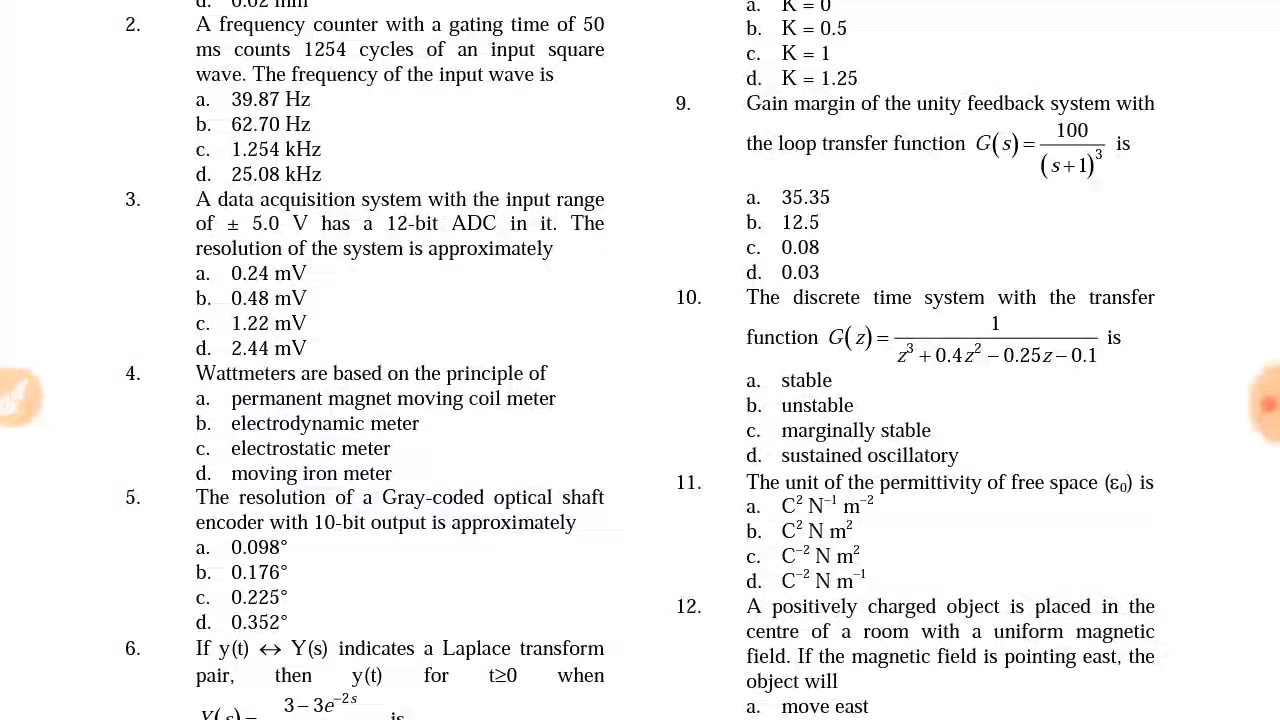 d. 0.02 mm
2. A frequency counter with a gating time of 50
ms counts 1254 cycles of an input square
wave. The frequency of the input wave is
a. 39.87 Hz
b. 62.70 Hz
c. 1.254 kHz
d. 25.08 kHz
3. A data acquisition system with the input range
of ± 5.0 V has a 12-bit ADC in it. The
resolution of the system is approximately
a. 0.24 mV
b. 0.48 mV
c. 1.22 mV
d. 2.44 mV
4. Wattmeters are based on the principle of
a. permanent magnet moving coil meter
b. electrodynamic meter
c. electrostatic meter
d. moving iron meter
5. The resolution of a Gray-coded optical shaft
encoder with 10-bit output is approximately
a. 0.098°
b. 0.176°
c. 0.225°
d. 0.352°
6. If y(t) ↔ Y(s) indicates a Laplace transform
pair, then y(t) for t≥0 when
Y(s) = 3 − 3e⁻²ˢ is
a. K = 0
b. K = 0.5
c. K = 1
d. K = 1.25
9. Gain margin of the unity feedback system with
the loop transfer function G(s) = 100 / (s+1)³ is
a. 35.35
b. 12.5
c. 0.08
d. 0.03
10. The discrete time system with the transfer
function G(z) = 1 / z³ + 0.4z² − 0.25z − 0.1 is
a. stable
b. unstable
c. marginally stable
d. sustained oscillatory
11. The unit of the permittivity of free space (ε₀) is
a. C² N⁻¹ m⁻²
b. C² N m²
c. C⁻² N m²
d. C⁻² N m⁻¹
12. A positively charged object is placed in the
centre of a room with a uniform magnetic
field. If the magnetic field is pointing east, the
object will
a. move east